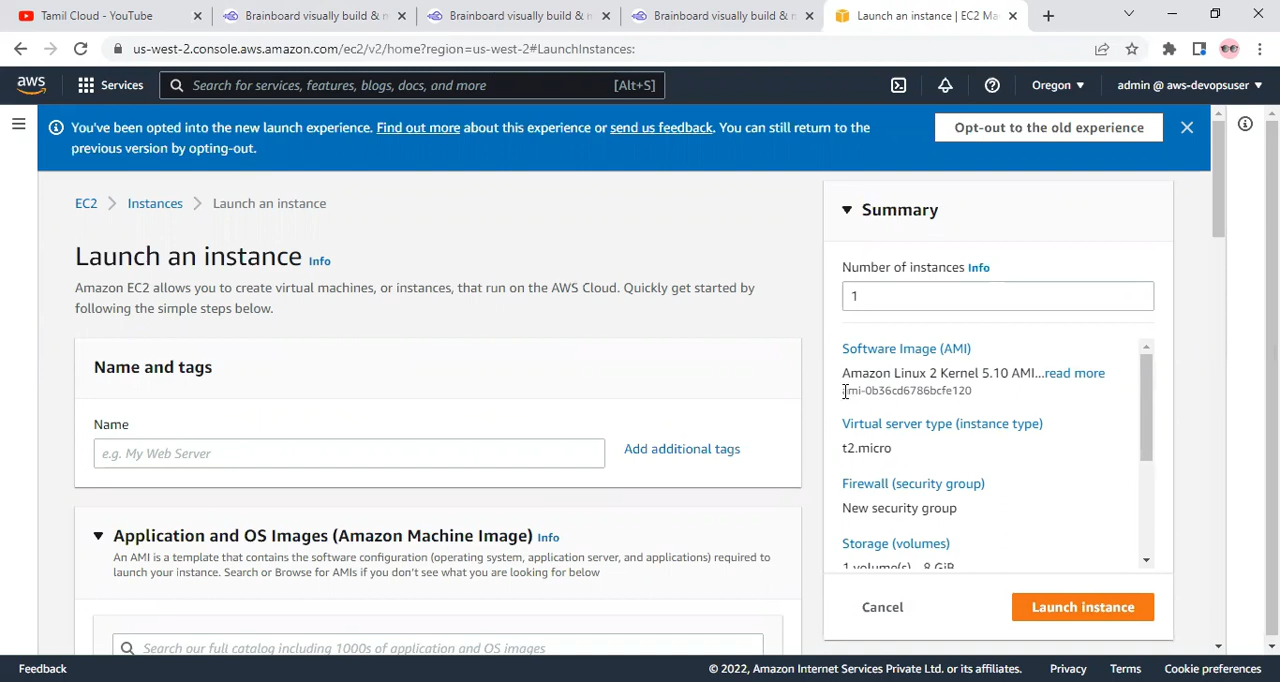 Tamil Cloud - YouTube
Brainboard visually build & m
Brainboard visually build & m
Brainboard visually build & m
Launch an instance | EC2 Ma
us-west-2.console.aws.amazon.com/ec2/v2/home?region=us-west-2#LaunchInstances:
aws
Services
Search for services, features, blogs, docs, and more
[Alt+S]
Oregon
admin @ aws-devopsuser
You've been opted into the new launch experience. Find out more about this experience or send us feedback. You can still return to the
previous version by opting-out.
Opt-out to the old experience
EC2 > Instances > Launch an instance
Launch an instance Info
Amazon EC2 allows you to create virtual machines, or instances, that run on the AWS Cloud. Quickly get started by
following the simple steps below.
Name and tags
Name
e.g. My Web Server
Add additional tags
Application and OS Images (Amazon Machine Image) Info
An AMI is a template that contains the software configuration (operating system, application server, and applications) required to
launch your instance. Search or Browse for AMIs if you don't see what you are looking for below
Search our full catalog including 1000s of application and OS images
Summary
Number of instances Info
1
Software Image (AMI)
Amazon Linux 2 Kernel 5.10 AMI...read more
ami-0b36cd6786bcfe120
Virtual server type (instance type)
t2.micro
Firewall (security group)
New security group
Storage (volumes)
1 volume(s) - 8 GiB
Cancel
Launch instance
Feedback
© 2022, Amazon Internet Services Private Ltd. or its affiliates.
Privacy
Terms
Cookie preferences